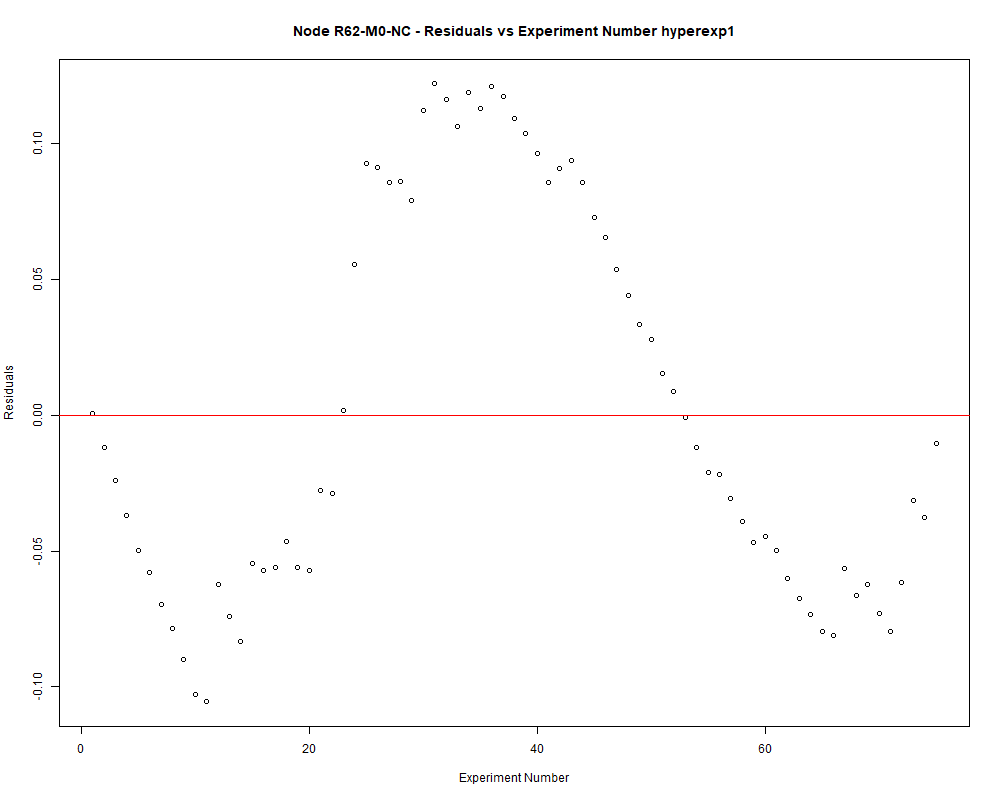 Node R62-M0-NC - Residuals vs Experiment Number hyperexp1
0.10
0.05
0.00
-0.05
-0.10
Residuals
0 20 40 60
Experiment Number